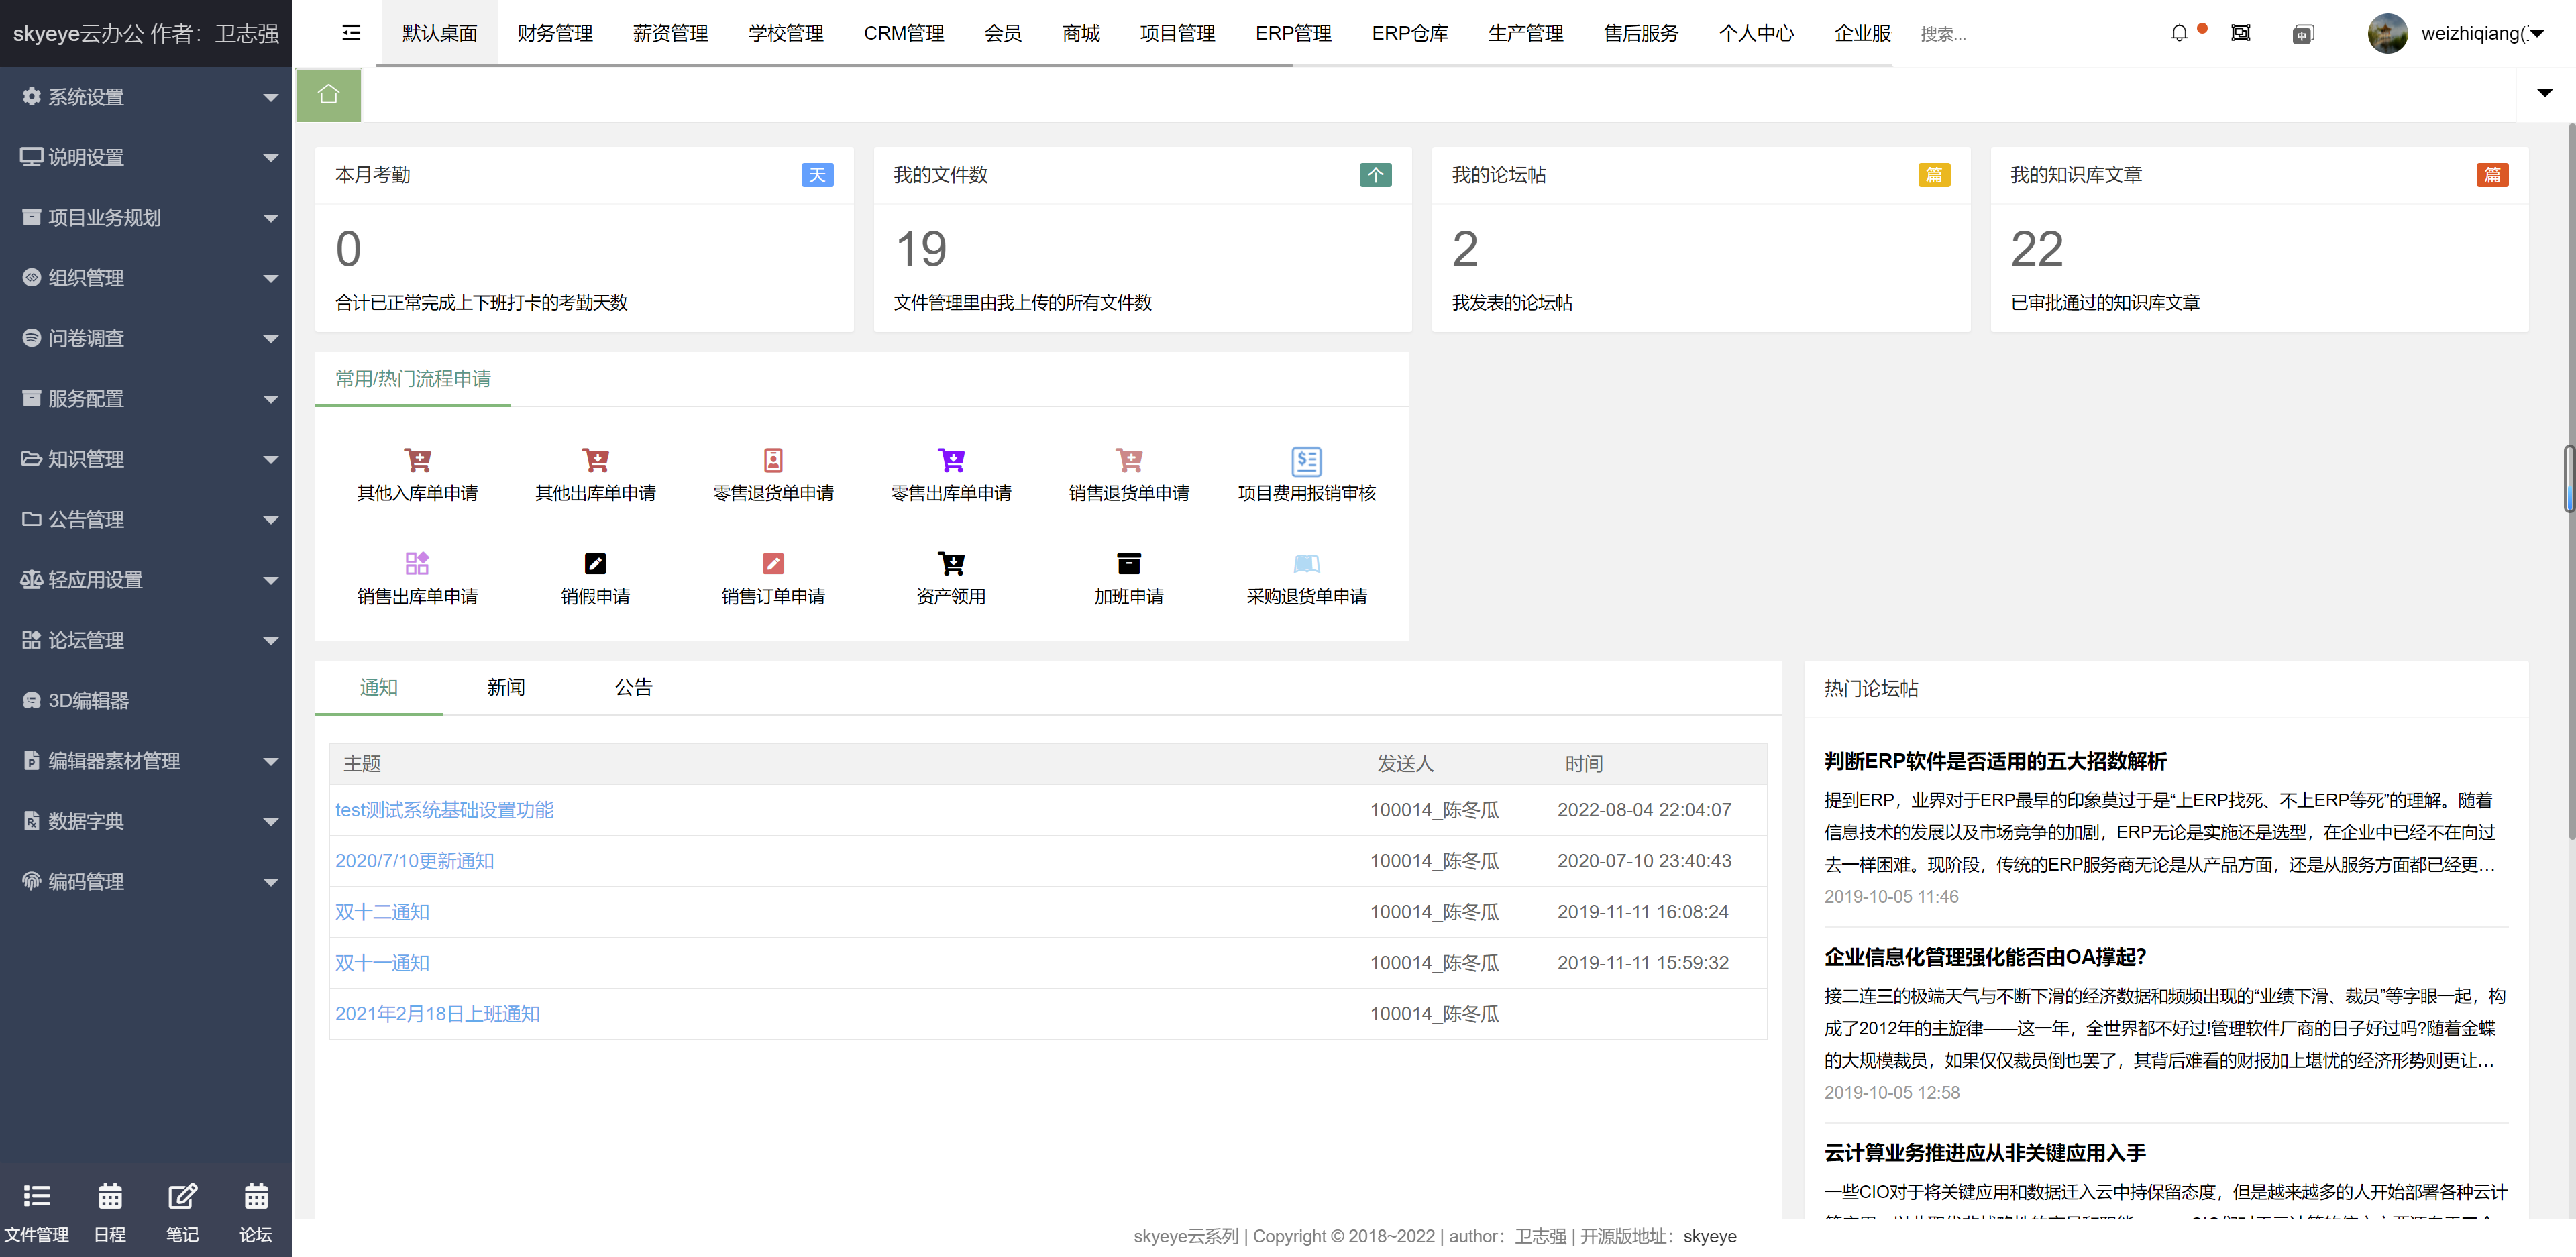 skyeye云办公 作者：卫志强
默认桌面 财务管理 薪资管理 学校管理 CRM管理 会员 商城 项目管理 ERP管理 ERP仓库 生产管理 售后服务 个人中心 企业服 搜索... 中 weizhiqiang(
系统设置
说明设置
项目业务规划
组织管理
问卷调查
服务配置
知识管理
公告管理
轻应用设置
论坛管理
3D编辑器
编辑器素材管理
数据字典
编码管理
文件管理 日程 笔记 论坛
本月考勤 天
0
合计已正常完成上下班打卡的考勤天数
我的文件数 个
19
文件管理里由我上传的所有文件数
我的论坛帖 篇
2
我发表的论坛帖
我的知识库文章 篇
22
已审批通过的知识库文章
常用/热门流程申请
其他入库单申请 其他出库单申请 零售退货单申请 零售出库单申请 销售退货单申请 项目费用报销审核
销售出库单申请 销假申请 销售订单申请 资产领用 加班申请 采购退货单申请
通知 新闻 公告
主题 发送人 时间
test测试系统基础设置功能 100014_陈冬瓜 2022-08-04 22:04:07
2020/7/10更新通知 100014_陈冬瓜 2020-07-10 23:40:43
双十二通知 100014_陈冬瓜 2019-11-11 16:08:24
双十一通知 100014_陈冬瓜 2019-11-11 15:59:32
2021年2月18日上班通知 100014_陈冬瓜
热门论坛帖
判断ERP软件是否适用的五大招数解析
提到ERP，业界对于ERP最早的印象莫过于是“上ERP找死、不上ERP等死”的理解。随着
信息技术的发展以及市场竞争的加剧，ERP无论是实施还是选型，在企业中已经不在向过
去一样困难。现阶段，传统的ERP服务商无论是从产品方面，还是从服务方面都已经更…
2019-10-05 11:46
企业信息化管理强化能否由OA撑起？
接二连三的极端天气与不断下滑的经济数据和频频出现的“业绩下滑、裁员”等字眼一起，构
成了2012年的主旋律——这一年，全世界都不好过!管理软件厂商的日子好过吗?随着金蝶
的大规模裁员，如果仅仅裁员倒也罢了，其背后难看的财报加上堪忧的经济形势则更让…
2019-10-05 12:58
云计算业务推进应从非关键应用入手
一些CIO对于将关键应用和数据迁入云中持保留态度，但是越来越多的人开始部署各种云计
skyeye云系列 | Copyright © 2018~2022 | author：卫志强 | 开源版地址：skyeye